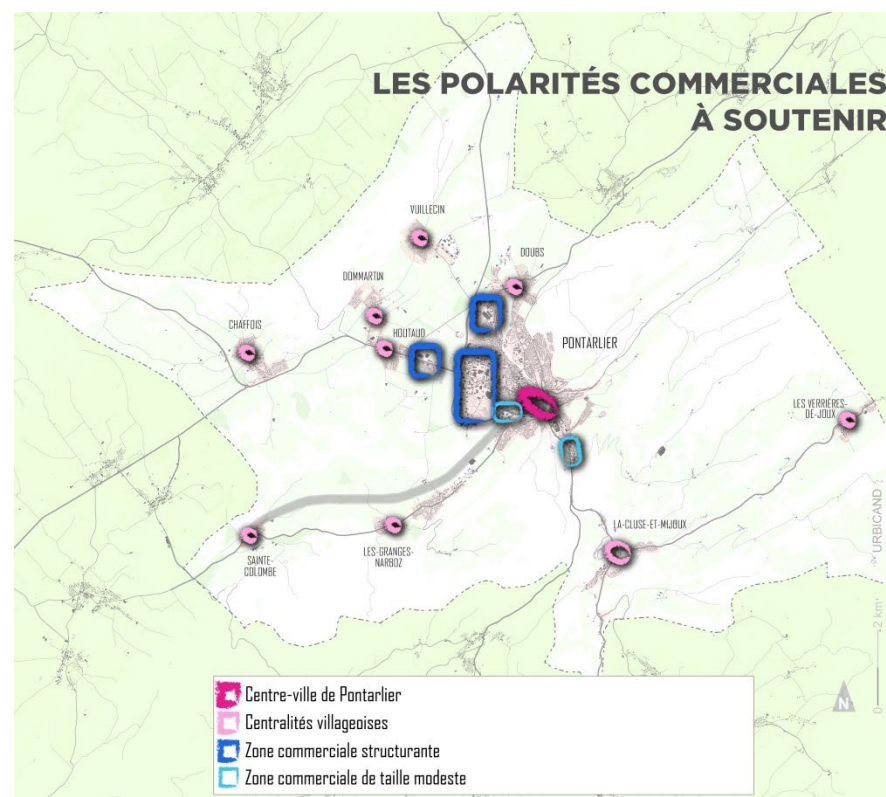 LES POLARITÉS COMMERCIALES
À SOUTENIR
VUILLECIN
DOUBS
DOMMARTIN
CHAFFOIS
HOUTAUD
PONTARLIER
LES VERRIÈRES-
DE-JOUX
LA-CLUSE-ET-MIJOUX
LES-GRANGES-
NARBOZ
SAINTE-
COLOMBE
© URBICAND
2 km
0
N
Centre-ville de Pontarlier
Centralités villageoises
Zone commerciale structurante
Zone commerciale de taille modeste